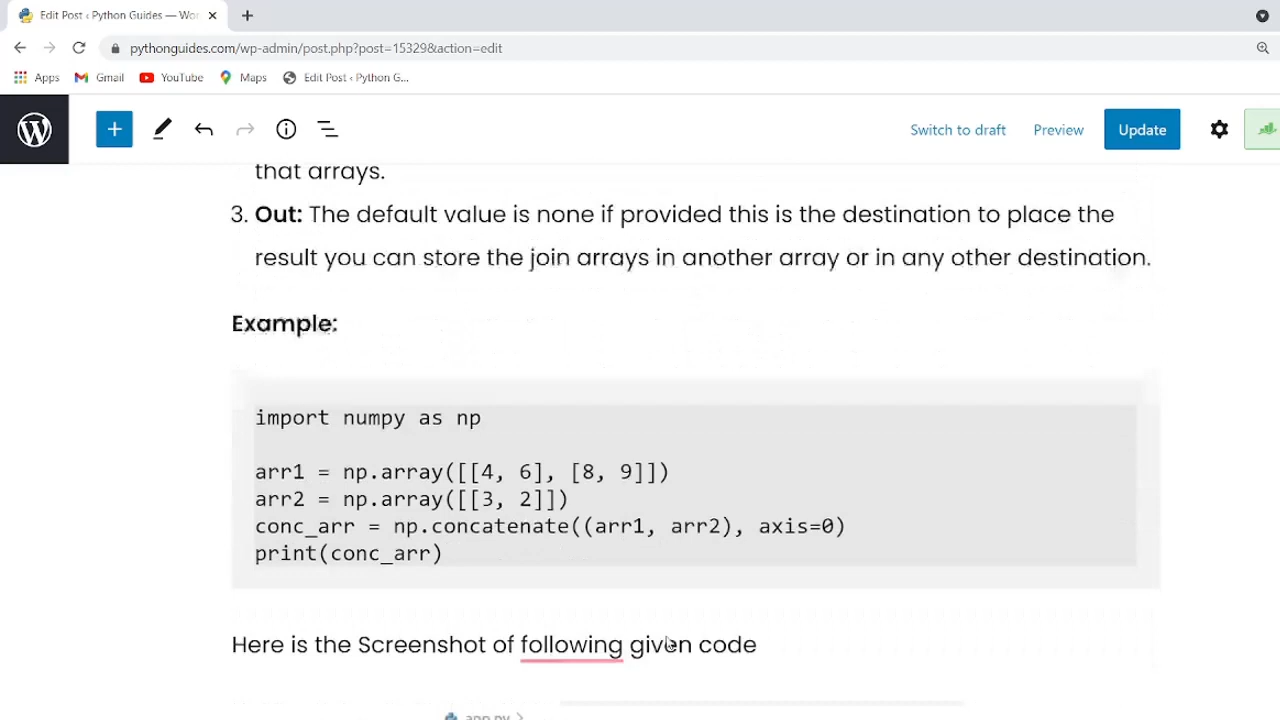 Edit Post ‹ Python Guides — Wor
pythonguides.com/wp-admin/post.php?post=15329&action=edit
Apps Gmail YouTube Maps Edit Post ‹ Python G...
Switch to draft Preview Update
that arrays.
3. Out: The default value is none if provided this is the destination to place the
result you can store the join arrays in another array or in any other destination.
Example:
import numpy as np
arr1 = np.array([[4, 6], [8, 9]])
arr2 = np.array([[3, 2]])
conc_arr = np.concatenate((arr1, arr2), axis=0)
print(conc_arr)
Here is the Screenshot of following given code
app.py